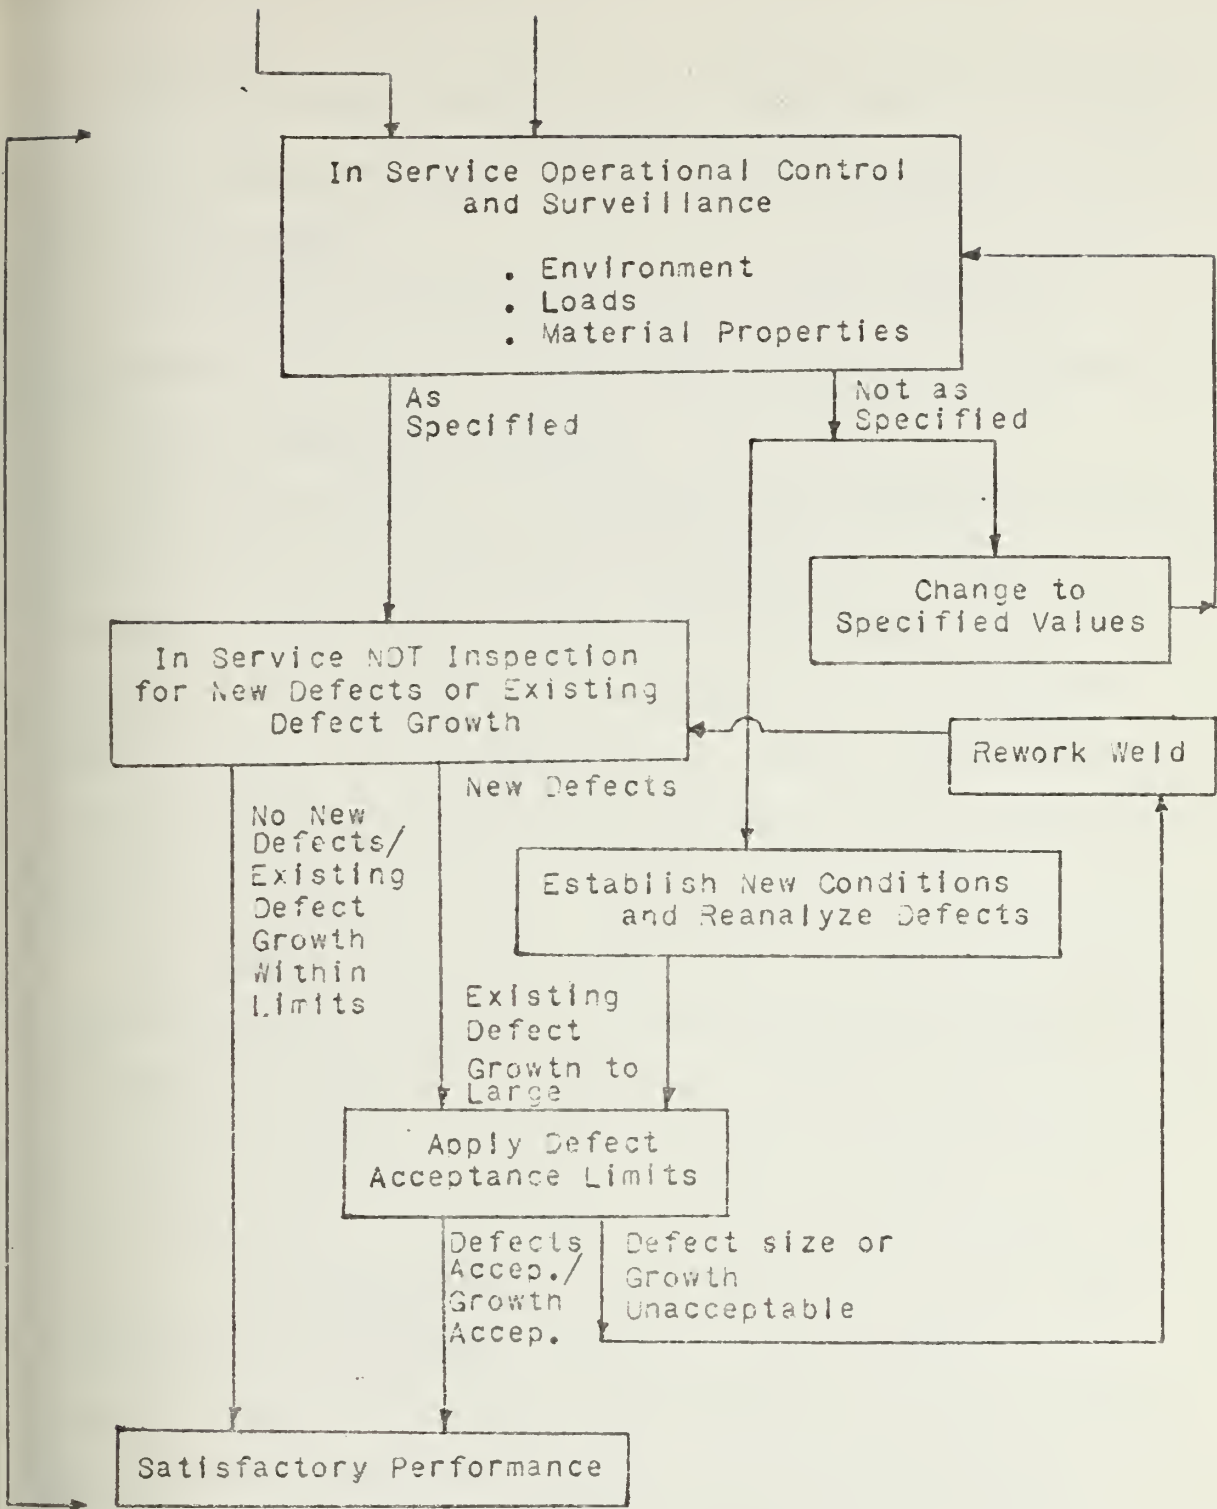 In Service Operational Control
and Surveillance
. Environment
. Loads
. Material Properties
As
Specified
Not as
Specified
Change to
Specified Values
In Service NDT Inspection
for New Defects or Existing
Defect Growth
Rework Weld
New Defects
No New
Defects/
Existing
Defect
Growth
Within
Limits
Establish New Conditions
and Reanalyze Defects
Existing
Defect
Growth to
Large
Apply Defect
Acceptance Limits
Defects
Accep./
Growth
Accep.
Defect size or
Growth
Unacceptable
Satisfactory Performance